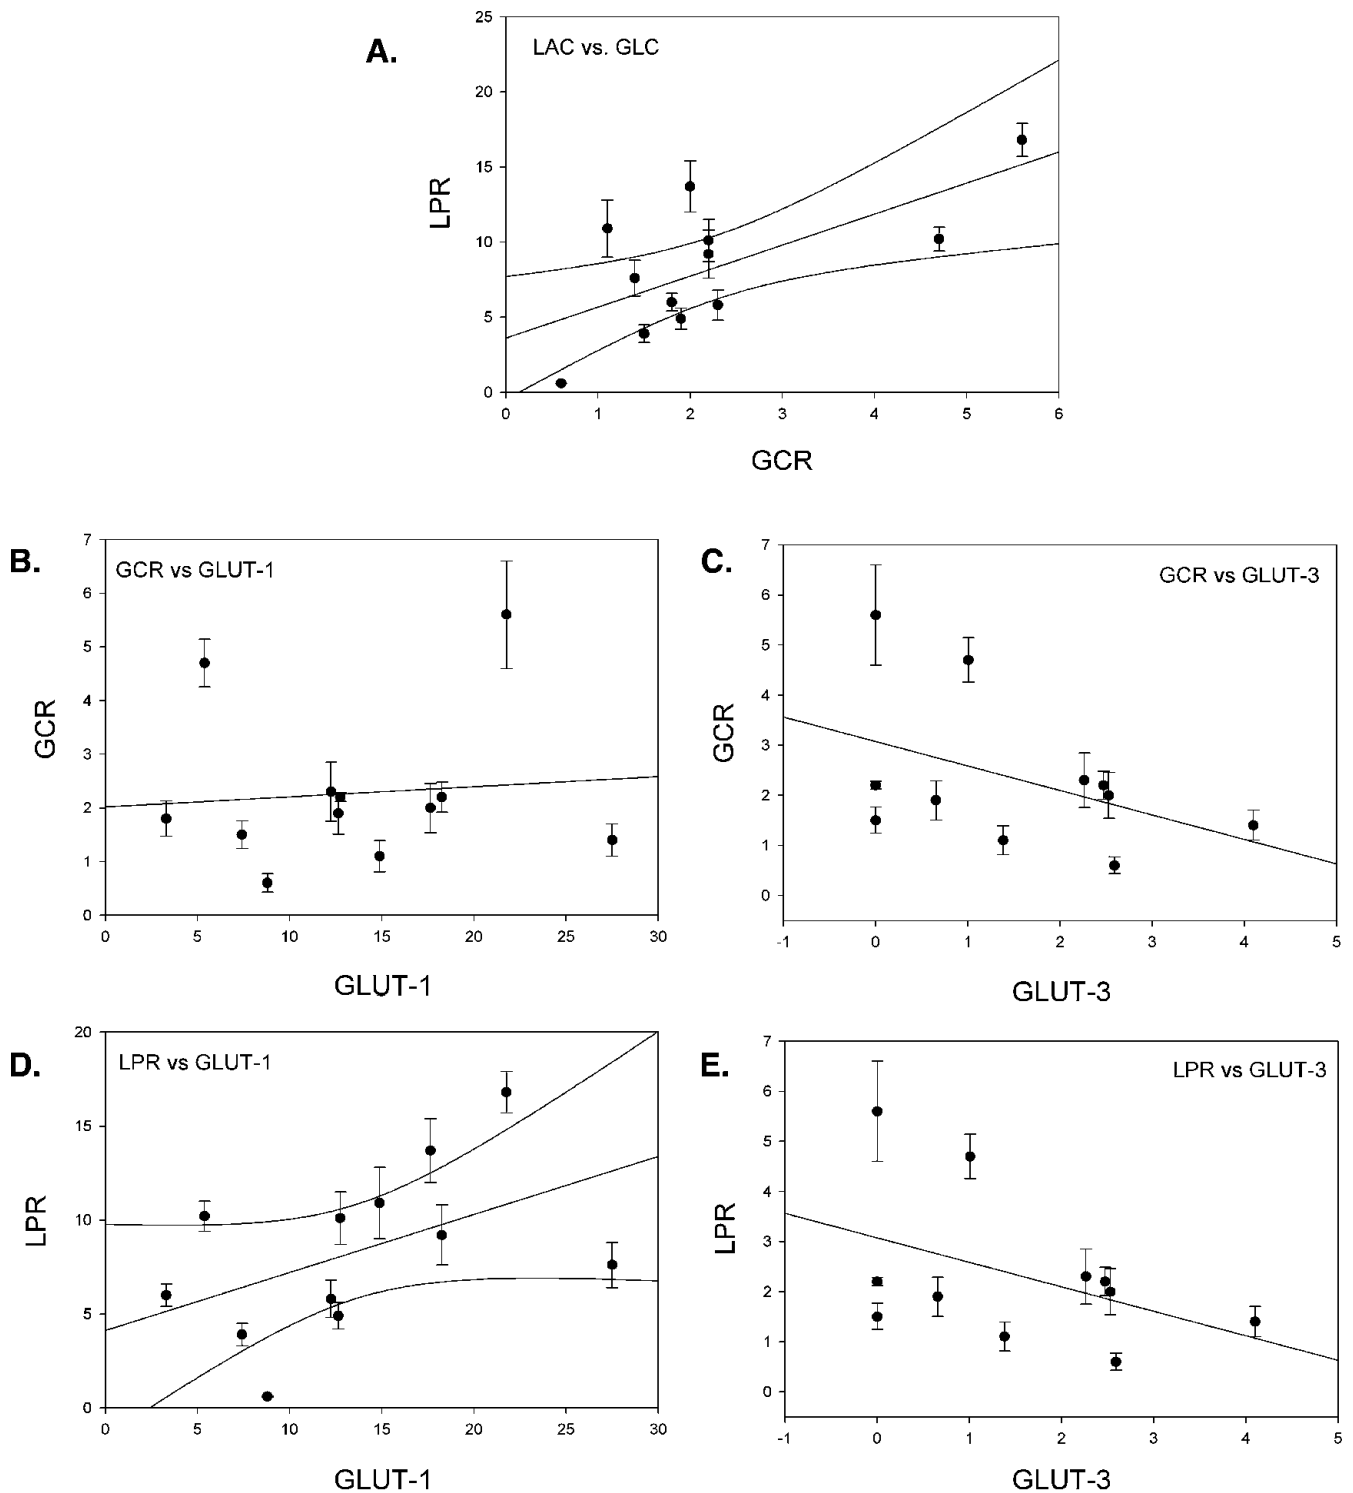 A.
LAC vs. GLC
25
20
15
10
5
0
LPR
0 1 2 3 4 5 6
GCR
B.
GCR vs GLUT-1
7
6
5
4
3
2
1
0
GCR
0 5 10 15 20 25 30
GLUT-1
C.
GCR vs GLUT-3
7
6
5
4
3
2
1
0
GCR
-1 0 1 2 3 4 5
GLUT-3
D.
LPR vs GLUT-1
20
15
10
5
0
LPR
0 5 10 15 20 25 30
GLUT-1
E.
LPR vs GLUT-3
7
6
5
4
3
2
1
0
LPR
-1 0 1 2 3 4 5
GLUT-3